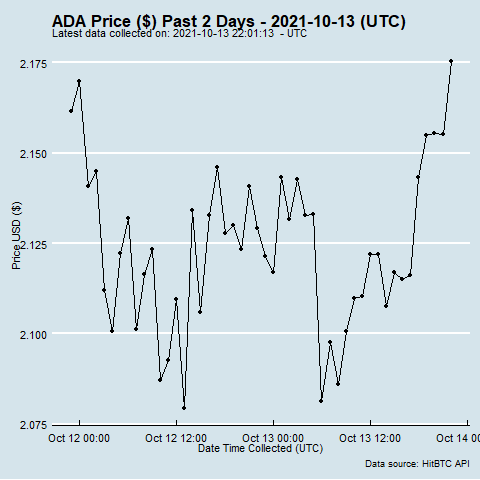 ADA Price ($) Past 2 Days - 2021-10-13 (UTC)
Latest data collected on: 2021-10-13 22:01:13 - UTC
2.175
2.150
2.125
2.100
2.075
Price USD ($)
Oct 12 00:00 Oct 12 12:00 Oct 13 00:00 Oct 13 12:00 Oct 14 0
Date Time Collected (UTC)
Data source: HitBTC API